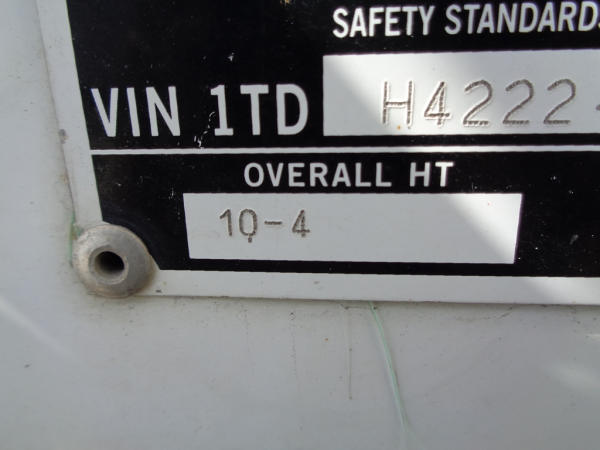 SAFETY STANDARDS
VIN 1TD H4222
OVERALL HT
10-4